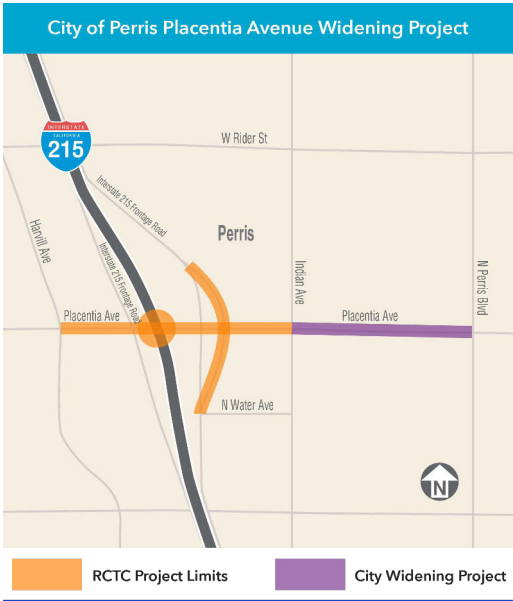 City of Perris Placentia Avenue Widening Project
INTERSTATE
CALIFORNIA
215
W Rider St
Interstate 215 Frontage Road
Harvill Ave
Perris
Interstate 215 Frontage Road
Indian Ave
N Perris Blvd
Placentia Ave
Placentia Ave
N Water Ave
N
RCTC Project Limits
City Widening Project